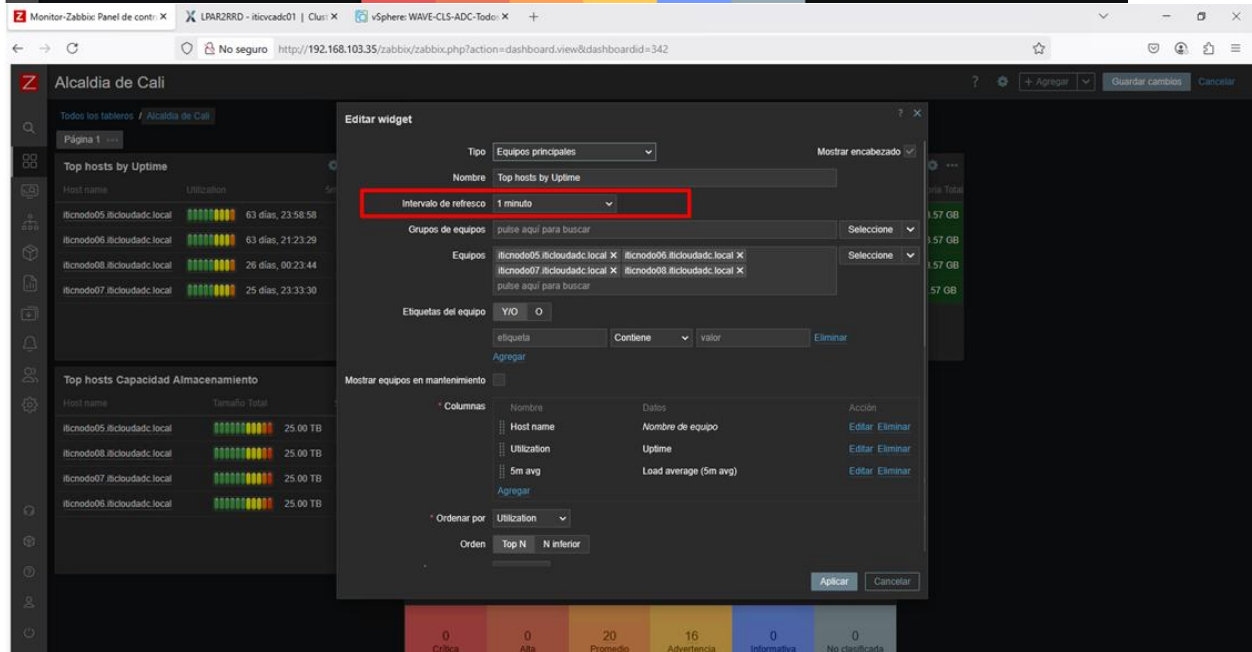 Monitor-Zabbix: Panel de contr
LPAR2RRD - iticvcadc01 | Clust
vSphere: WAVE-CLS-ADC-Todo
No seguro http://192.168.103.35/zabbix/zabbix.php?action=dashboard.view&dashboardid=342
Z Alcaldia de Cali
? + Agregar Guardar cambios Cancelar
Todos los tableros / Alcaldia de Cali
Página 1
Top hosts by Uptime
Host name Utilization
iticnodo05.iticloudadc.local 63 días, 23:58:58
iticnodo06.iticloudadc.local 63 días, 21:23:29
iticnodo08.iticloudadc.local 26 días, 00:23:44
iticnodo07.iticloudadc.local 25 días, 23:33:30
Top hosts Capacidad Almacenamiento
Host name Tamaño Total
iticnodo05.iticloudadc.local 25.00 TB
iticnodo08.iticloudadc.local 25.00 TB
iticnodo07.iticloudadc.local 25.00 TB
iticnodo06.iticloudadc.local 25.00 TB
Editar widget
Tipo Equipos principales Mostrar encabezado
Nombre Top hosts by Uptime
Intervalo de refresco 1 minuto
Grupos de equipos pulse aquí para buscar Seleccione
Equipos iticnodo05.iticloudadc.local iticnodo06.iticloudadc.local Seleccione
iticnodo07.iticloudadc.local iticnodo08.iticloudadc.local
pulse aquí para buscar
Etiquetas del equipo Y/O O
etiqueta Contiene valor Eliminar
Agregar
Mostrar equipos en mantenimiento
* Columnas Nombre Datos Acción
Host name Nombre de equipo Editar Eliminar
Utilization Uptime Editar Eliminar
5m avg Load average (5m avg) Editar Eliminar
Agregar
* Ordenar por Utilization
Orden Top N N inferior
Aplicar Cancelar
Total
.57 GB
.57 GB
.57 GB
.57 GB
0 0 20 16 0 0
Crítica Alta Promedio Advertencia Informativa No clasificada